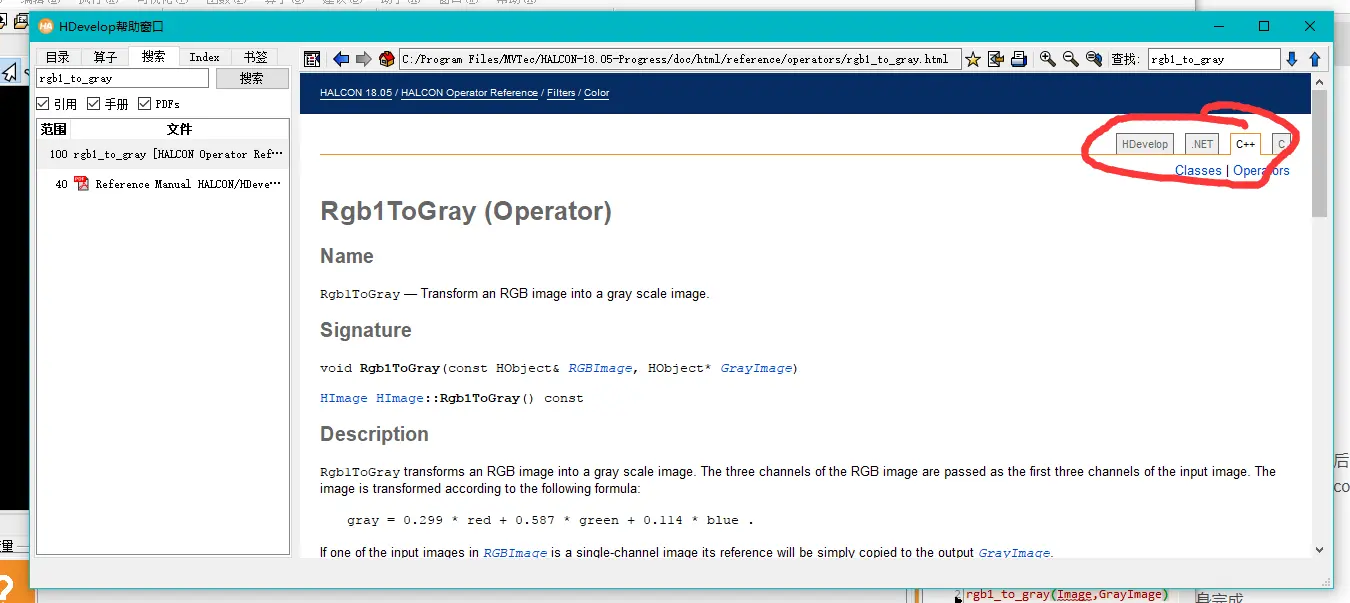 HDevelop帮助窗口
目录 算子 搜索 Index 书签
C:/Program Files/MVTec/HALCON-18.05-Progress/doc/html/reference/operators/rgb1_to_gray.html 查找: rgb1_to_gray
rgb1_to_gray 搜索
引用 手册 PDFs
范围 文件
100 rgb1_to_gray [HALCON Operator Ref…
40 Reference Manual HALCON/HDeve…
HALCON 18.05 / HALCON Operator Reference / Filters / Color
HDevelop .NET C++ C
Classes | Operators
Rgb1ToGray (Operator)
Name
Rgb1ToGray — Transform an RGB image into a gray scale image.
Signature
void Rgb1ToGray(const HObject& RGBImage, HObject* GrayImage)
HImage HImage::Rgb1ToGray() const
Description
Rgb1ToGray transforms an RGB image into a gray scale image. The three channels of the RGB image are passed as the first three channels of the input image. The
image is transformed according to the following formula:
gray = 0.299 * red + 0.587 * green + 0.114 * blue .
If one of the input images in RGBImage is a single-channel image its reference will be simply copied to the output GrayImage.
后
co
量
2 rgb1_to_gray(Image,GrayImage)
身完成